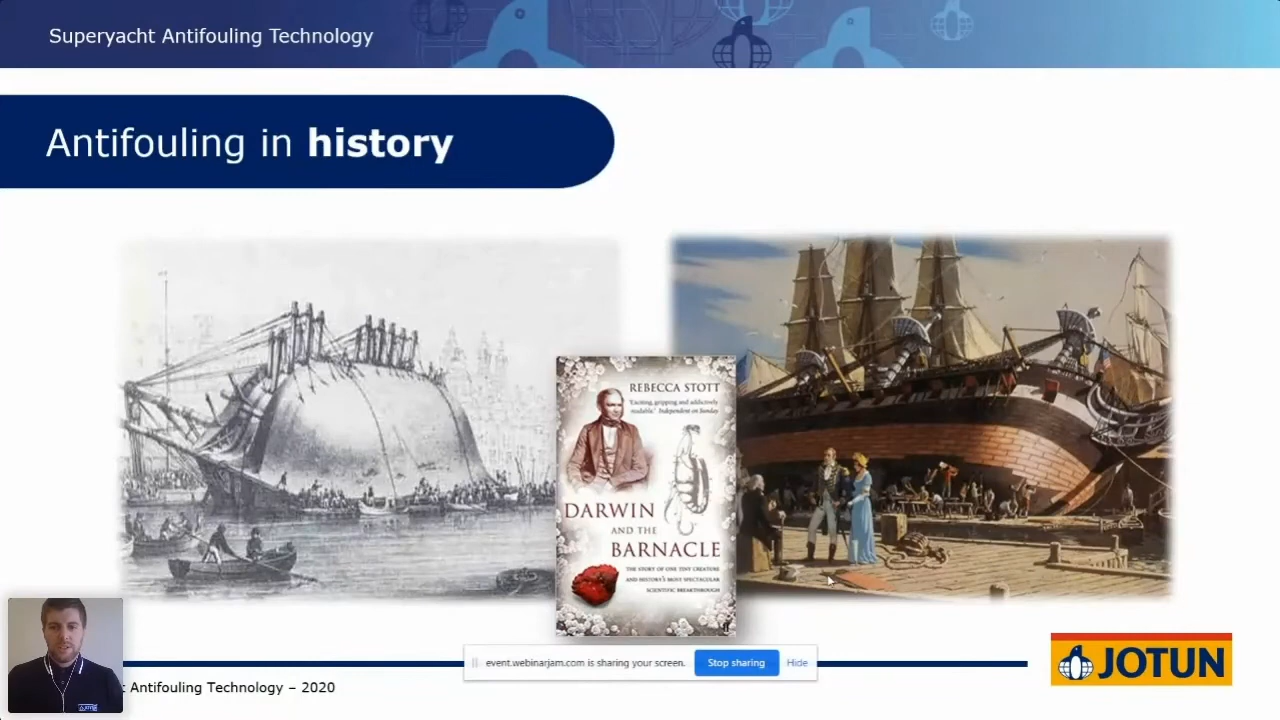 Superyacht Antifouling Technology
Antifouling in history
REBECCA STOTT
'Exciting, gripping and addictively
readable.' Independent on Sunday
DARWIN
AND THE
BARNACLE
THE STORY OF ONE TINY CREATURE
AND HISTORY'S MOST SPECTACULAR
SCIENTIFIC BREAKTHROUGH
event.webinarjam.com is sharing your screen. Stop sharing Hide
JOTUN
t Antifouling Technology – 2020